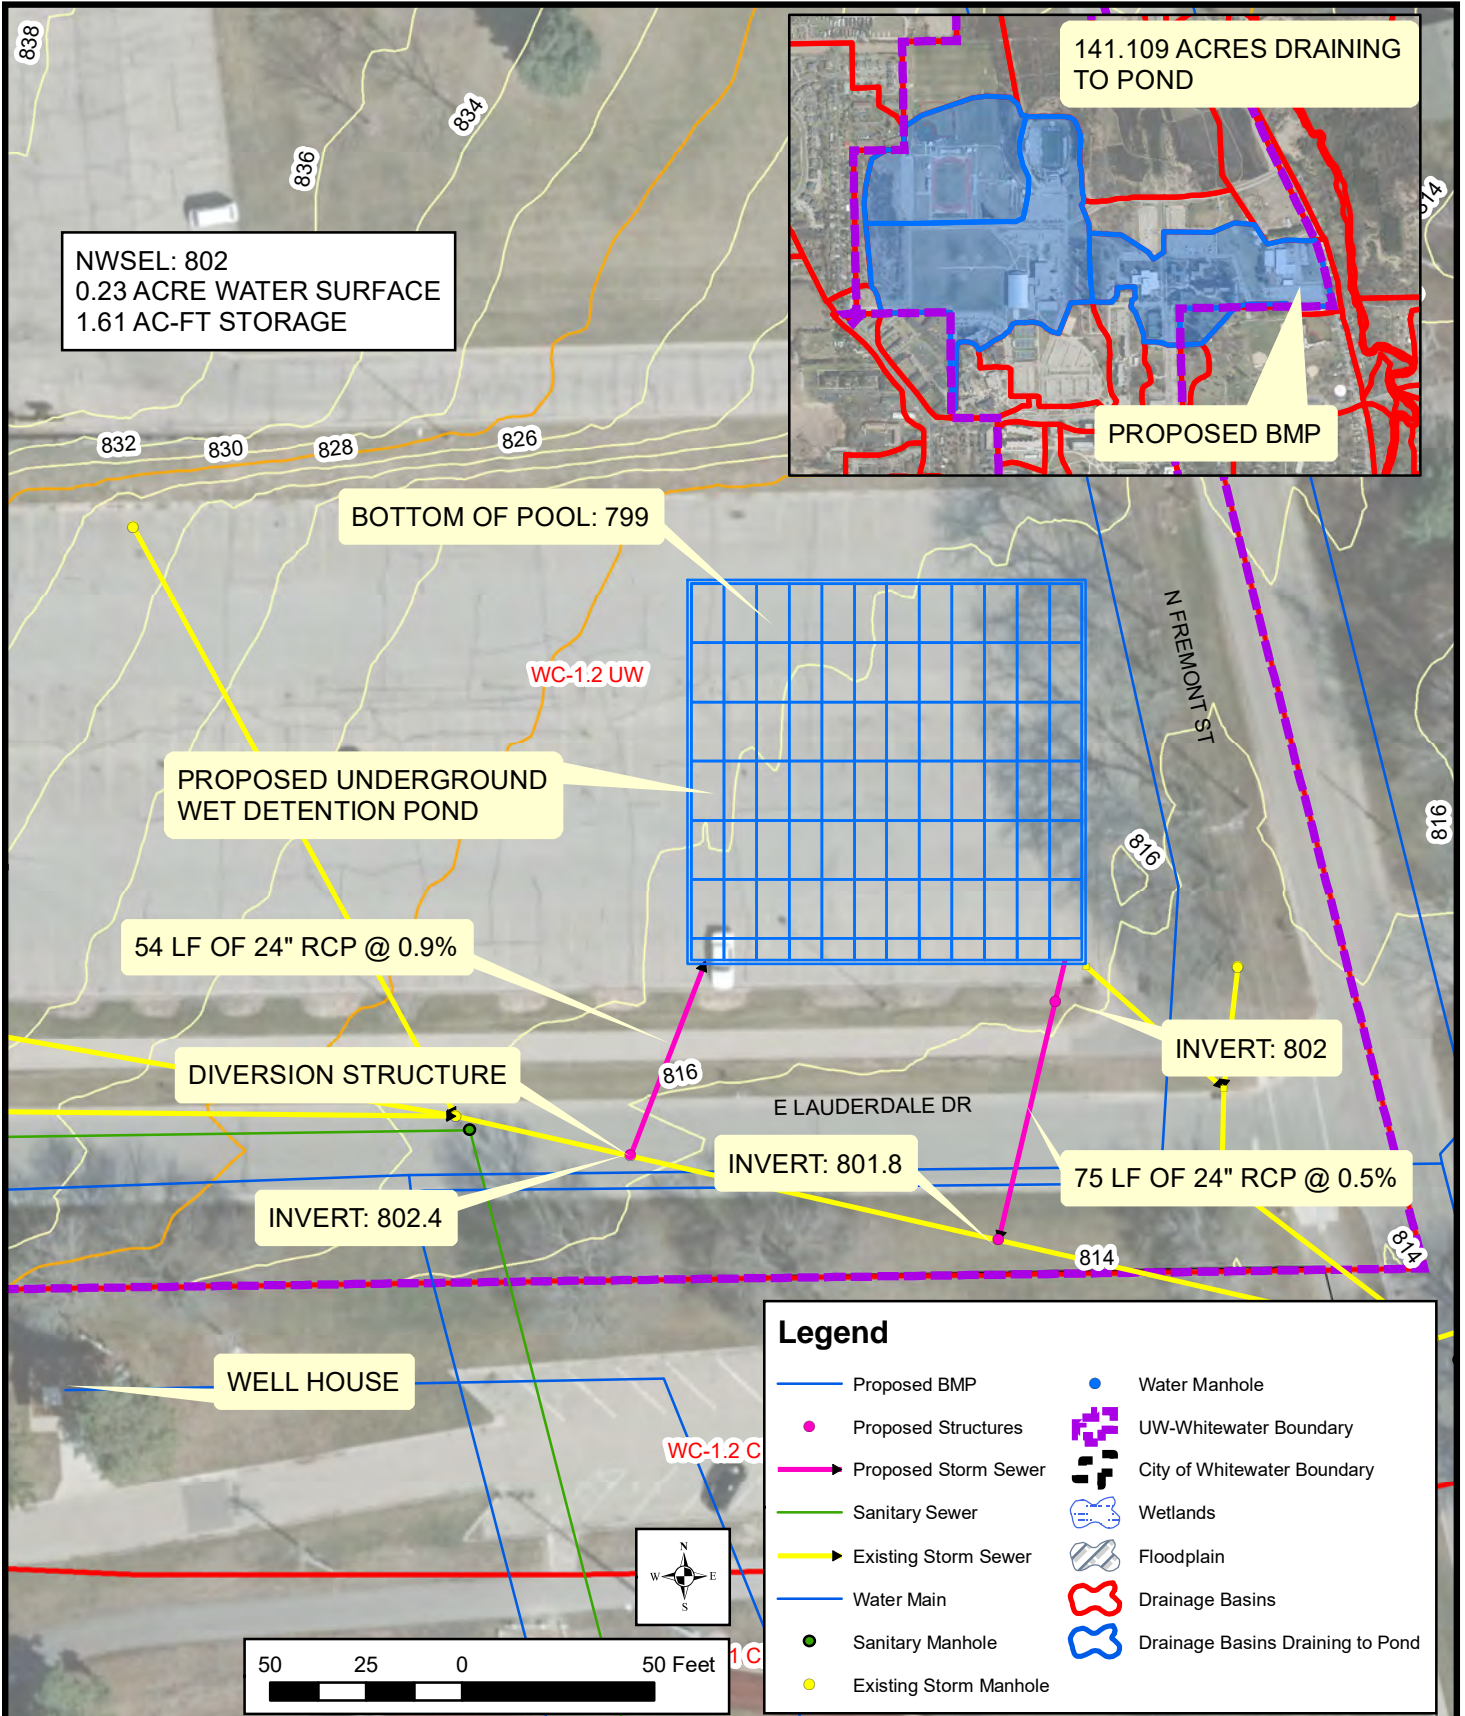 838
836
834
141.109 ACRES DRAINING
TO POND
814
NWSEL: 802
0.23 ACRE WATER SURFACE
1.61 AC-FT STORAGE
832
830
828
826
PROPOSED BMP
BOTTOM OF POOL: 799
N FREMONT ST
WC-1.2 UW
PROPOSED UNDERGROUND
WET DETENTION POND
816
816
54 LF OF 24" RCP @ 0.9%
INVERT: 802
DIVERSION STRUCTURE
816
E LAUDERDALE DR
INVERT: 801.8
75 LF OF 24" RCP @ 0.5%
INVERT: 802.4
814
814
WELL HOUSE
WC-1.2 C
1 C
N
W E
S
50 25 0 50 Feet
Legend
Proposed BMP
Proposed Structures
Proposed Storm Sewer
Sanitary Sewer
Existing Storm Sewer
Water Main
Sanitary Manhole
Existing Storm Manhole
Water Manhole
UW-Whitewater Boundary
City of Whitewater Boundary
Wetlands
Floodplain
Drainage Basins
Drainage Basins Draining to Pond